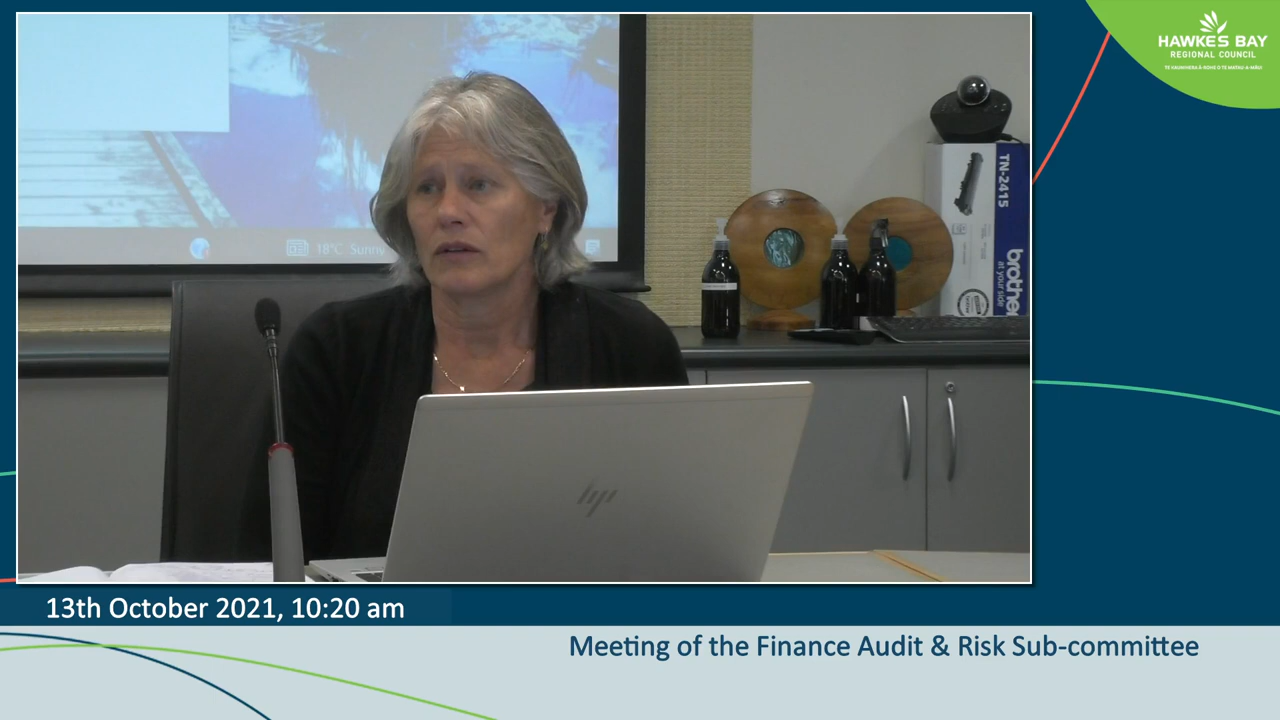 HAWKE'S BAY
REGIONAL COUNCIL
TE KAUNIHERA Ā-ROHE O TE MATAU-A-MĀUI
18°C Sunny
TN-2415
brother
at your side
hp
13th October 2021, 10:20 am
Meeting of the Finance Audit & Risk Sub-committee